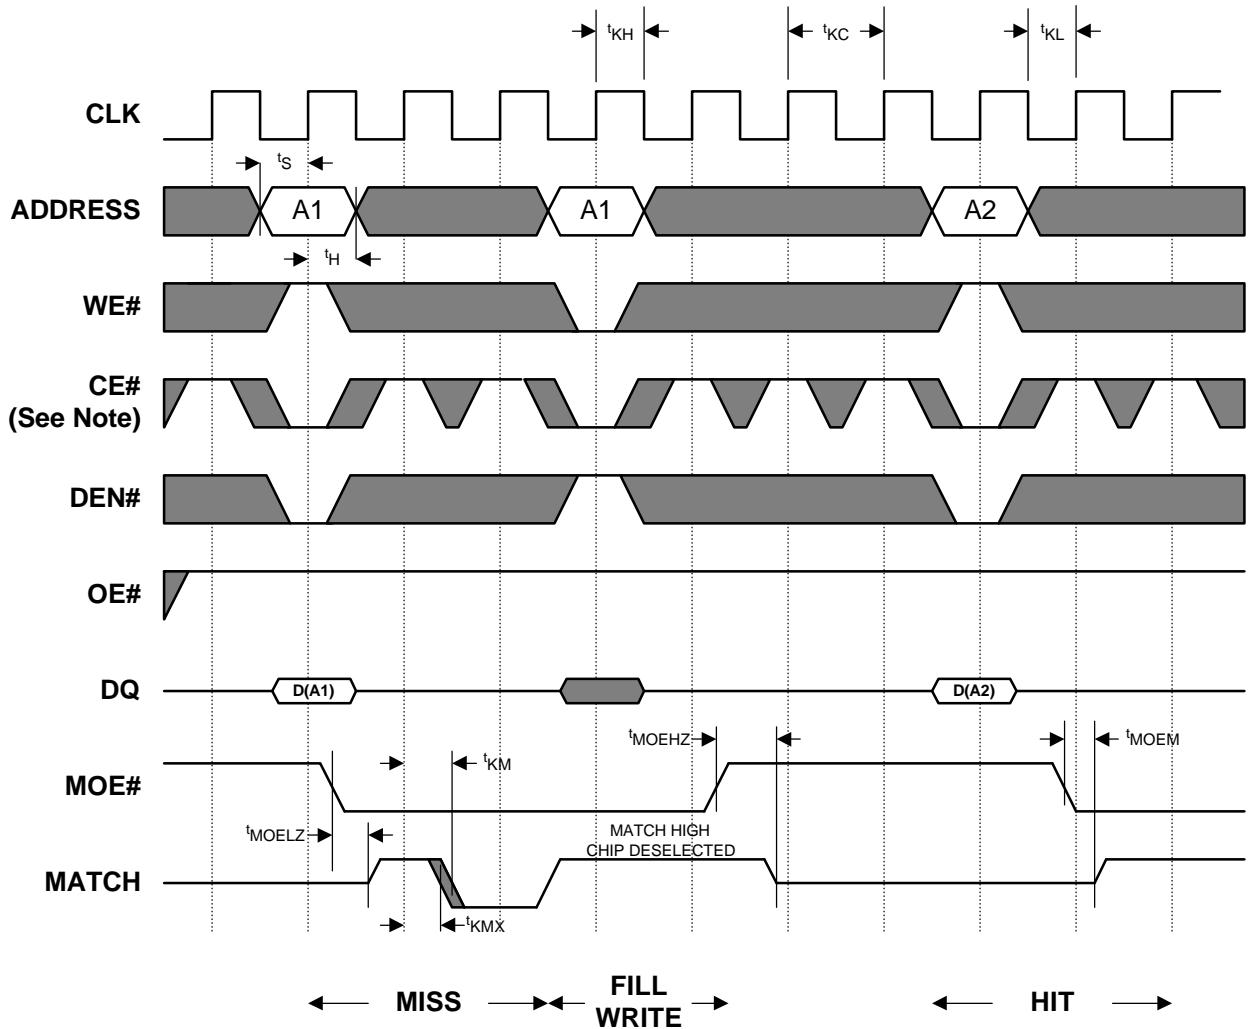 tKH
tKC
tKL
CLK
tS
ADDRESS
A1
A1
A2
tH
WE#
CE#
(See Note)
DEN#
OE#
DQ
D(A1)
D(A2)
tMOEHZ
tMOEM
tKM
MOE#
tMOELZ
MATCH HIGH
CHIP DESELECTED
MATCH
tKMX
MISS
FILL
WRITE
HIT